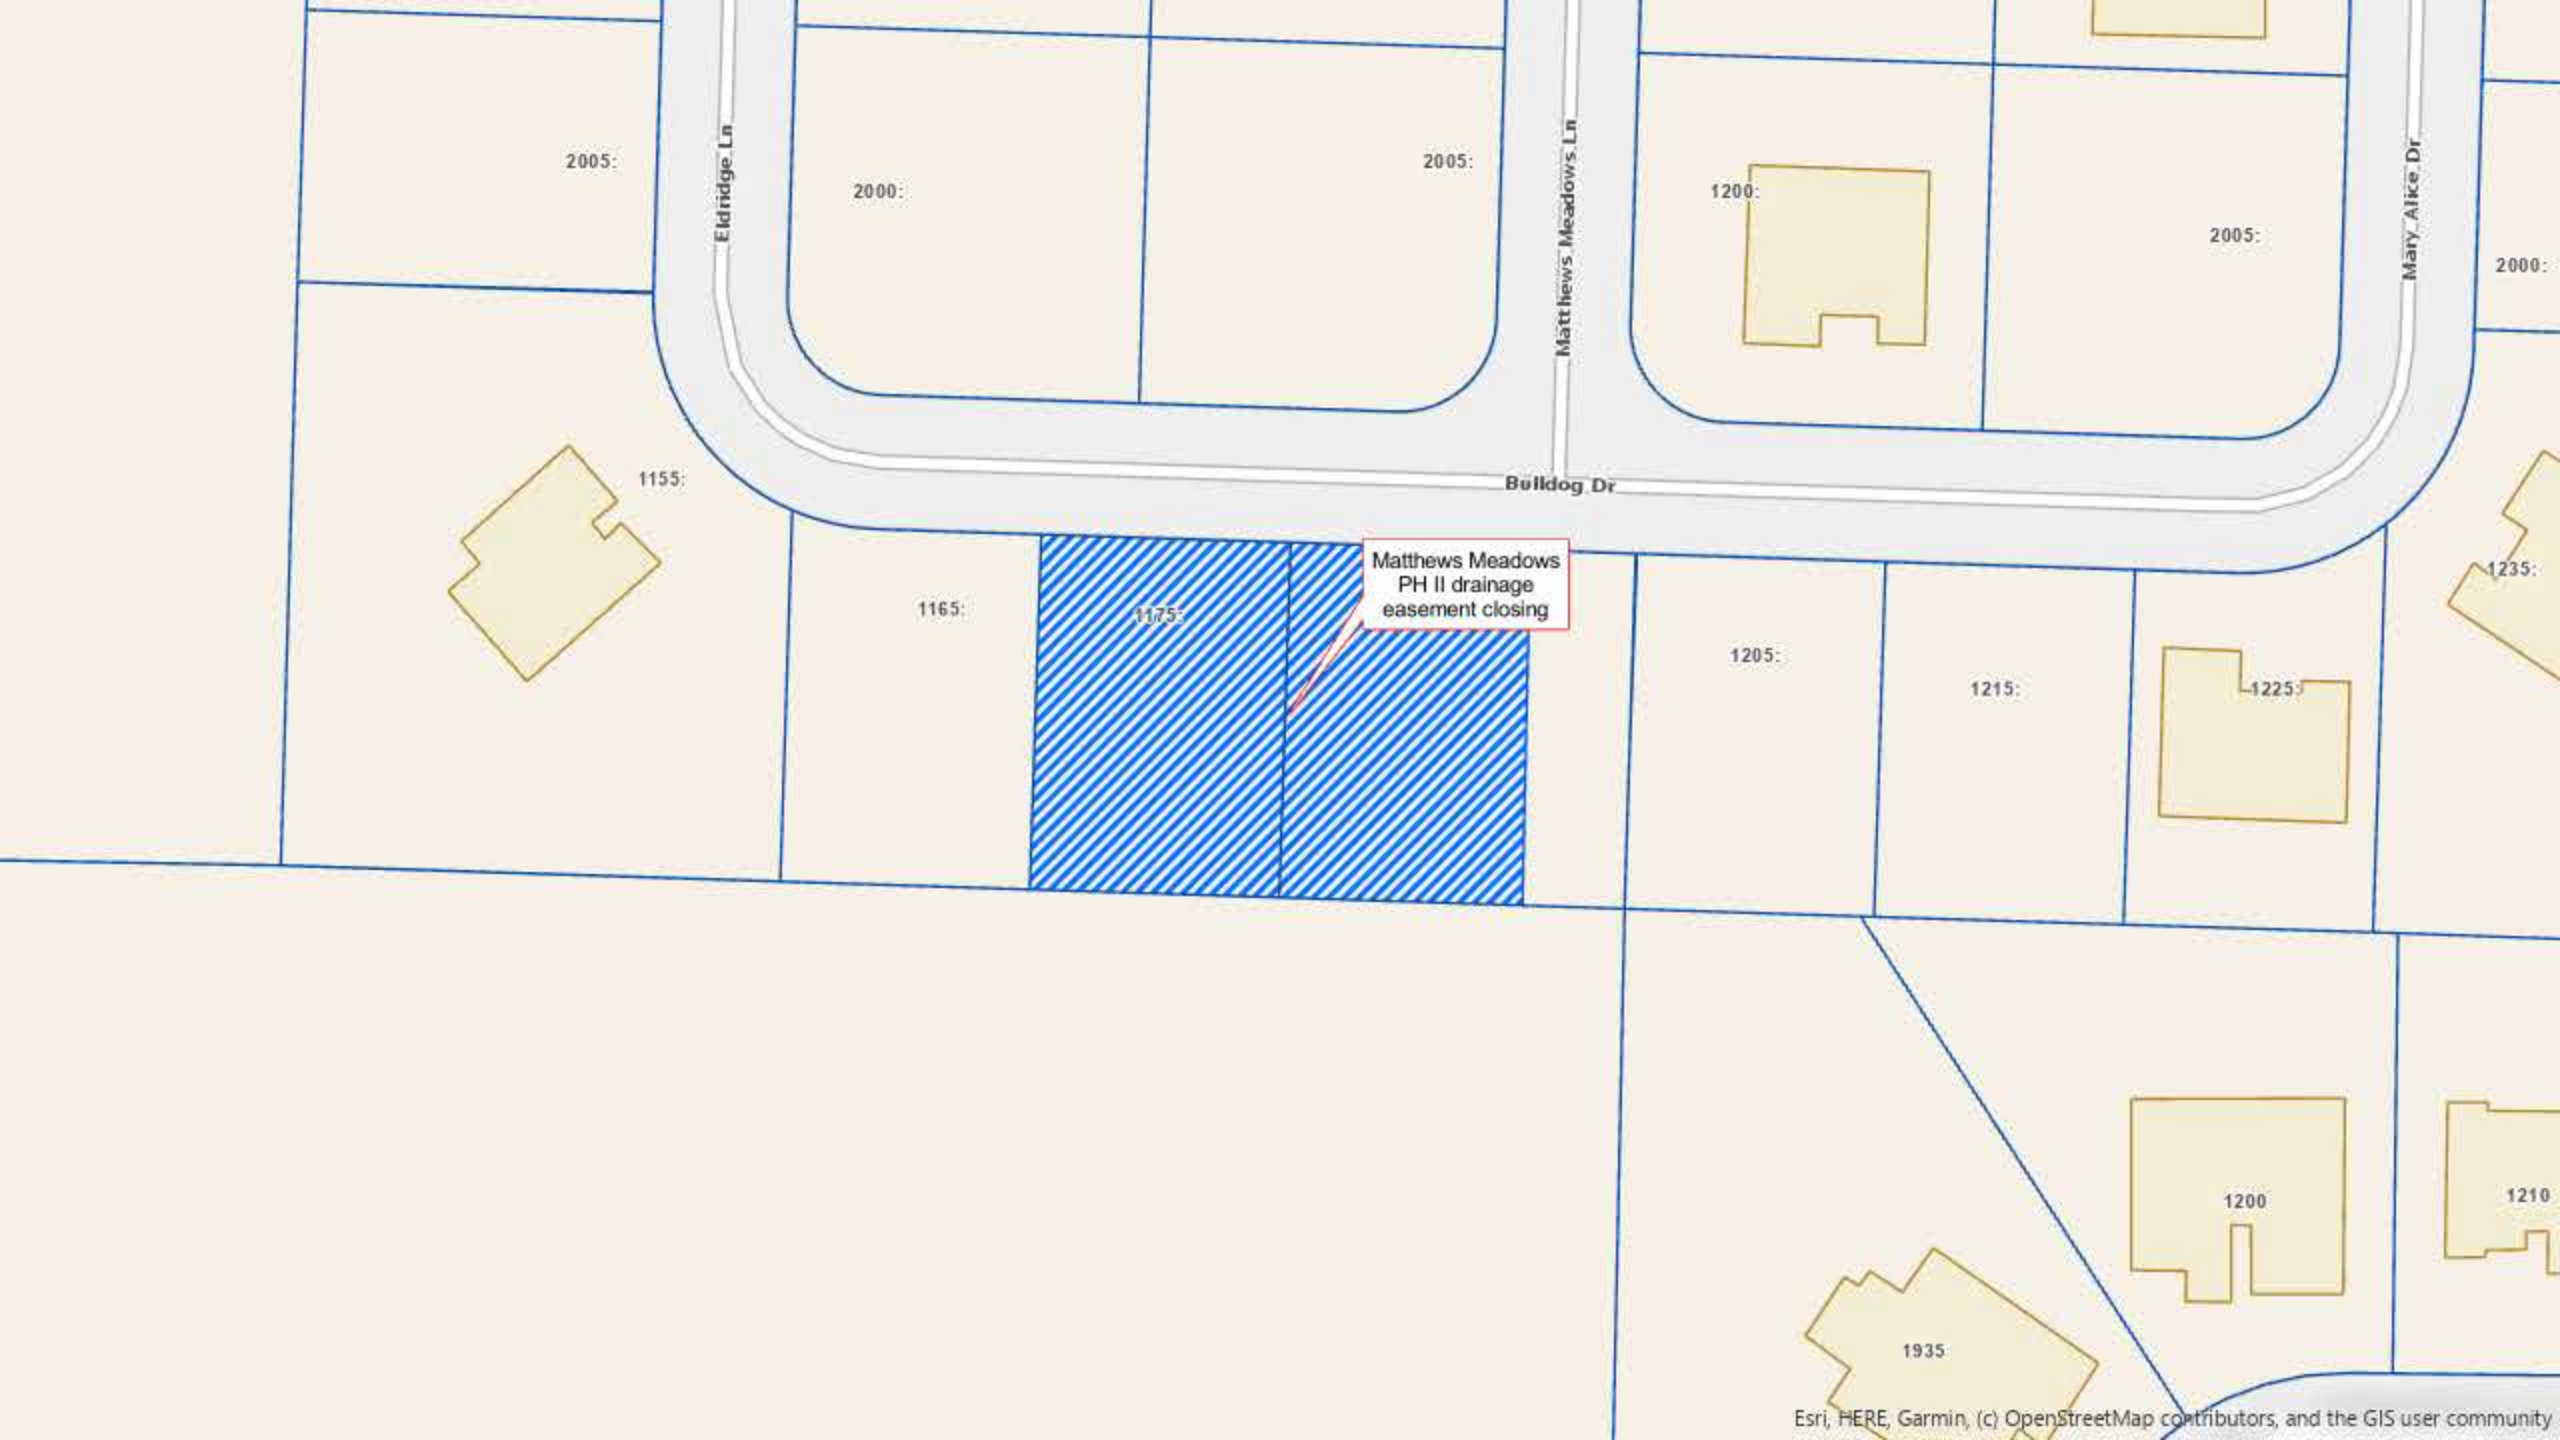 2005:
2000:
2005:
1200:
2005:
2000:
Eldridge Ln
Matthews Meadows Ln
Mary Alice Dr
Bulldog Dr
1155:
1165:
1175:
Matthews Meadows
PH II drainage
easement closing
1205:
1215:
1225:
1235:
1200
1210
1935
Esri, HERE, Garmin, (c) OpenStreetMap contributors, and the GIS user community